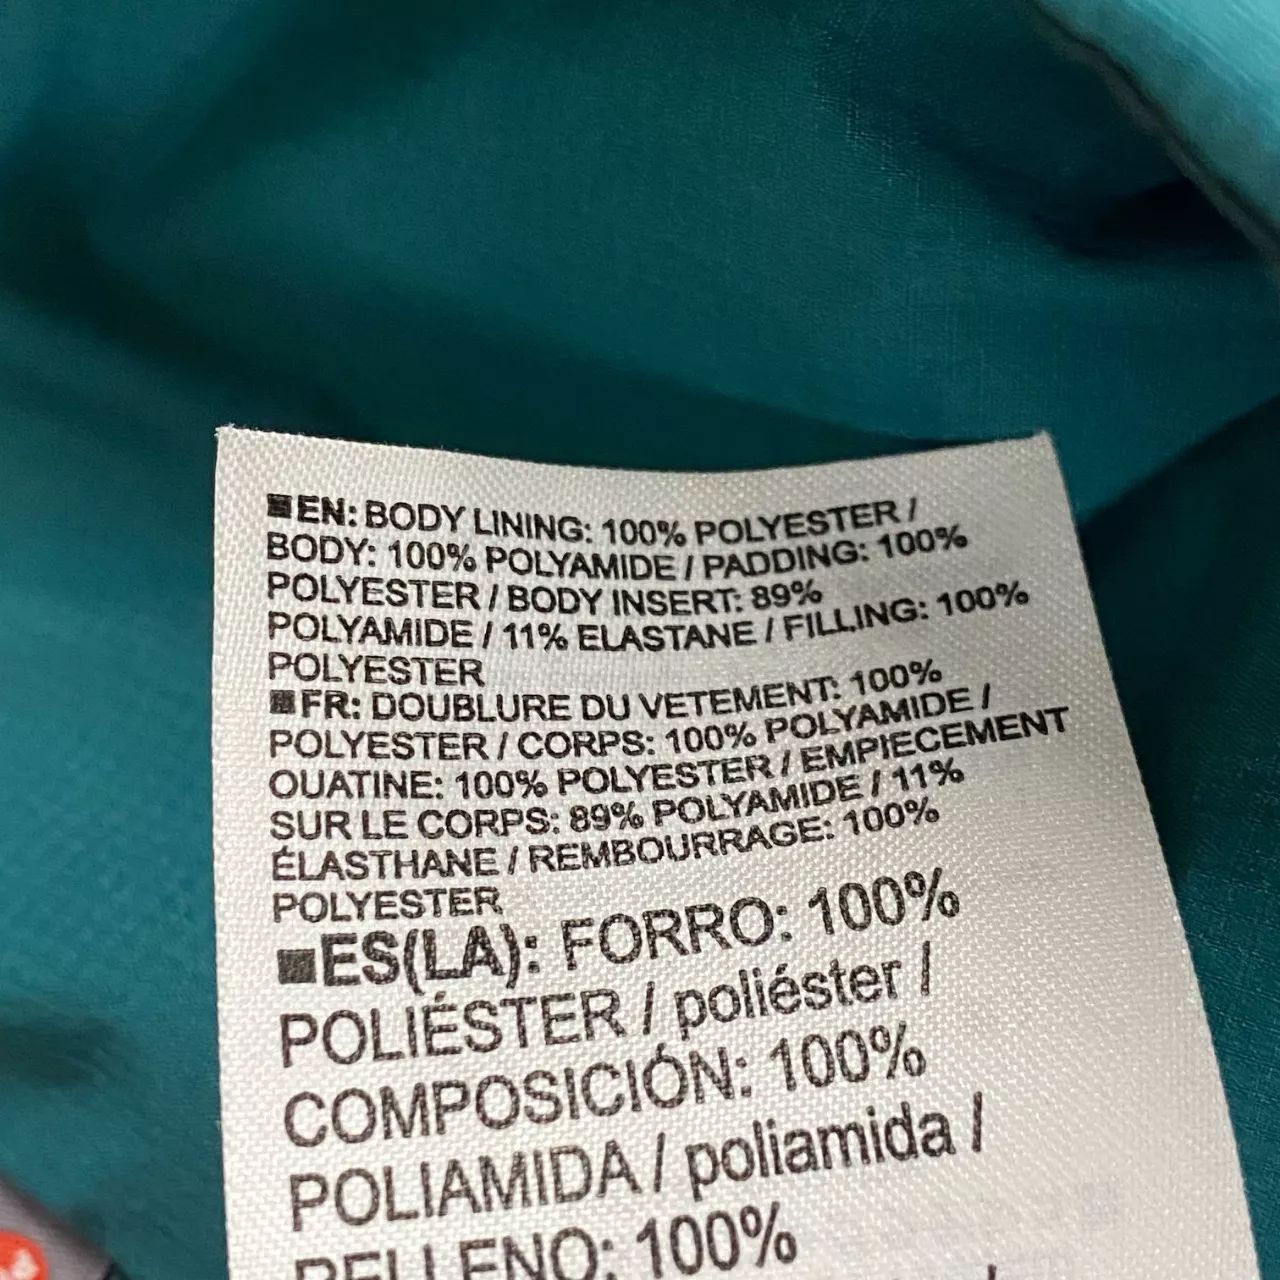 ■EN: BODY LINING: 100% POLYESTER /
BODY: 100% POLYAMIDE / PADDING: 100%
POLYESTER / BODY INSERT: 89%
POLYAMIDE / 11% ELASTANE / FILLING: 100%
POLYESTER
■FR: DOUBLURE DU VETEMENT: 100%
POLYESTER / CORPS: 100% POLYAMIDE /
OUATINE: 100% POLYESTER / EMPIECEMENT
SUR LE CORPS: 89% POLYAMIDE / 11%
ÉLASTHANE / REMBOURRAGE: 100%
POLYESTER
■ES(LA): FORRO: 100%
POLIÉSTER / poliéster /
COMPOSICIÓN: 100%
POLIAMIDA / poliamida /
RELLENO: 100%